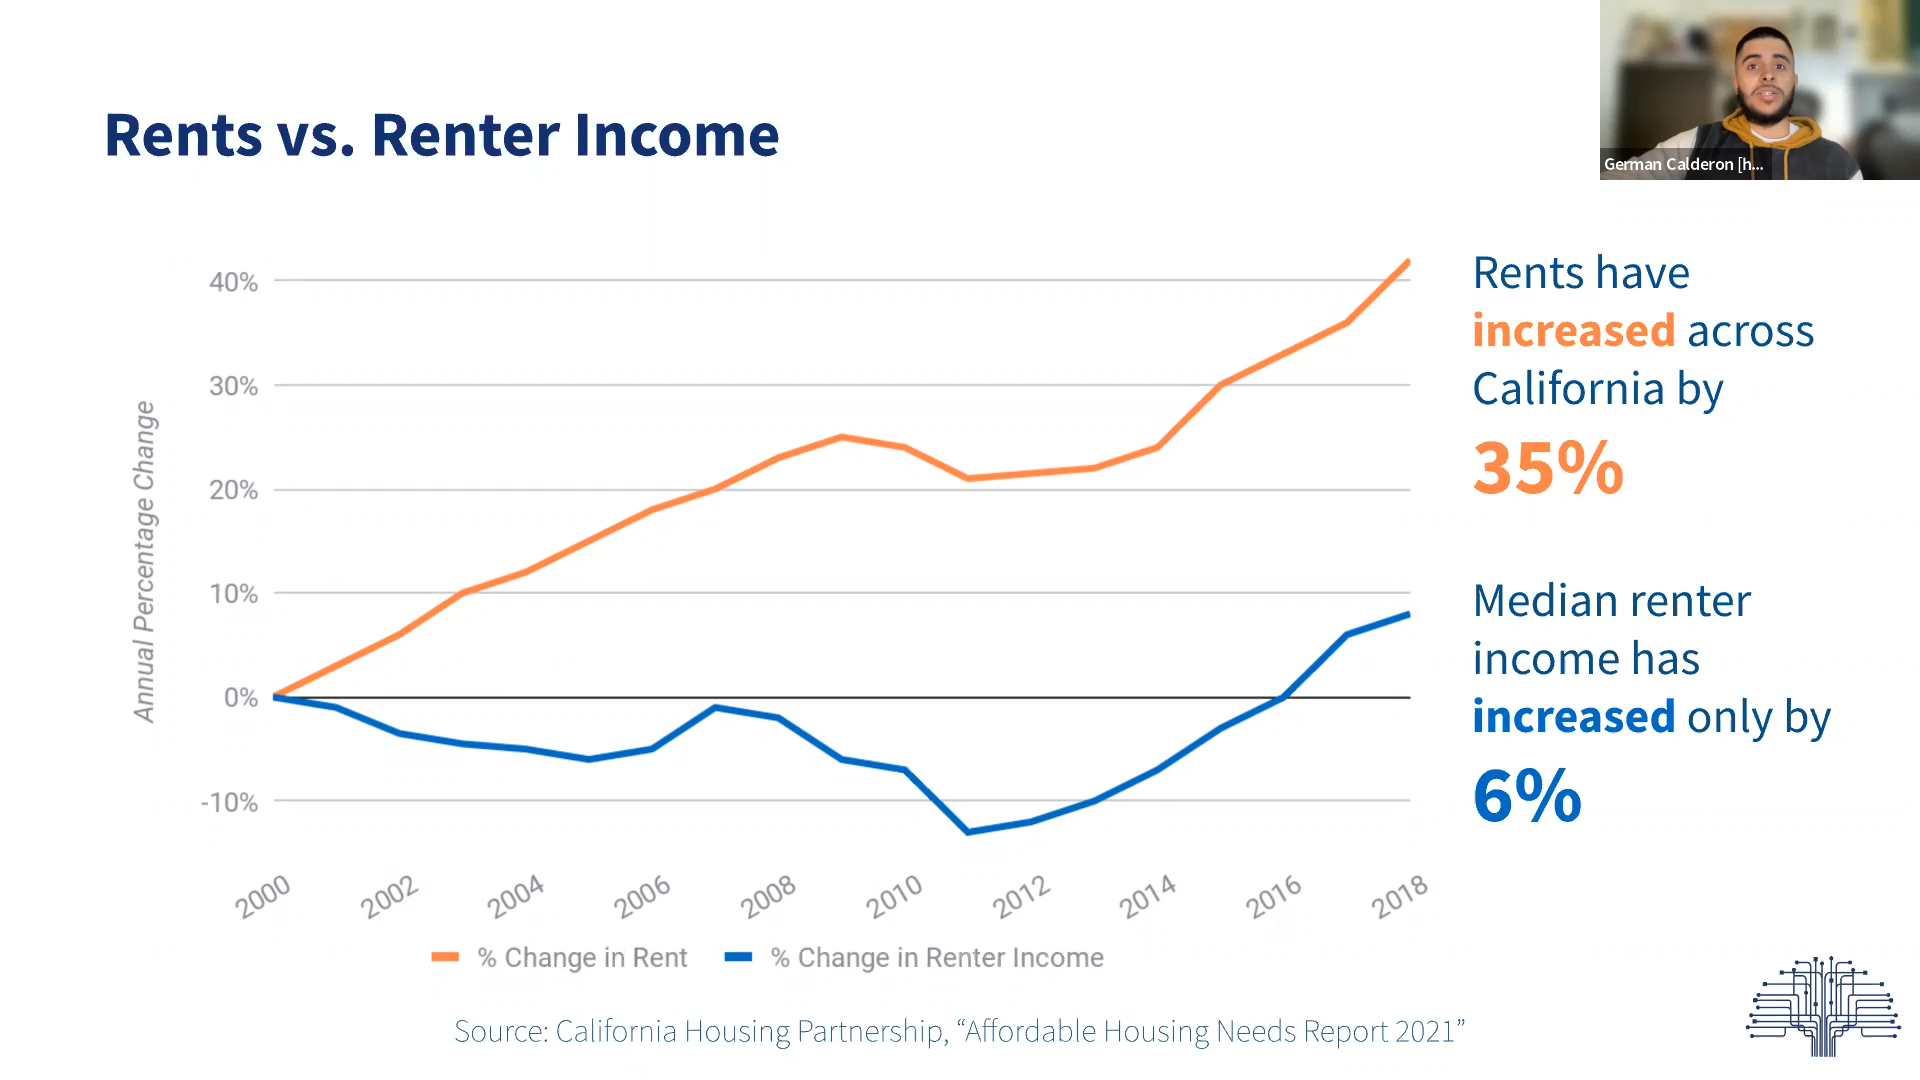 German Calderon [h...
Rents vs. Renter Income
40%
30%
20%
10%
0%
-10%
Annual Percentage Change
2000
2002
2004
2006
2008
2010
2012
2014
2016
2018
% Change in Rent
% Change in Renter Income
Rents have
increased across
California by
35%
Median renter
income has
increased only by
6%
Source: California Housing Partnership, “Affordable Housing Needs Report 2021”